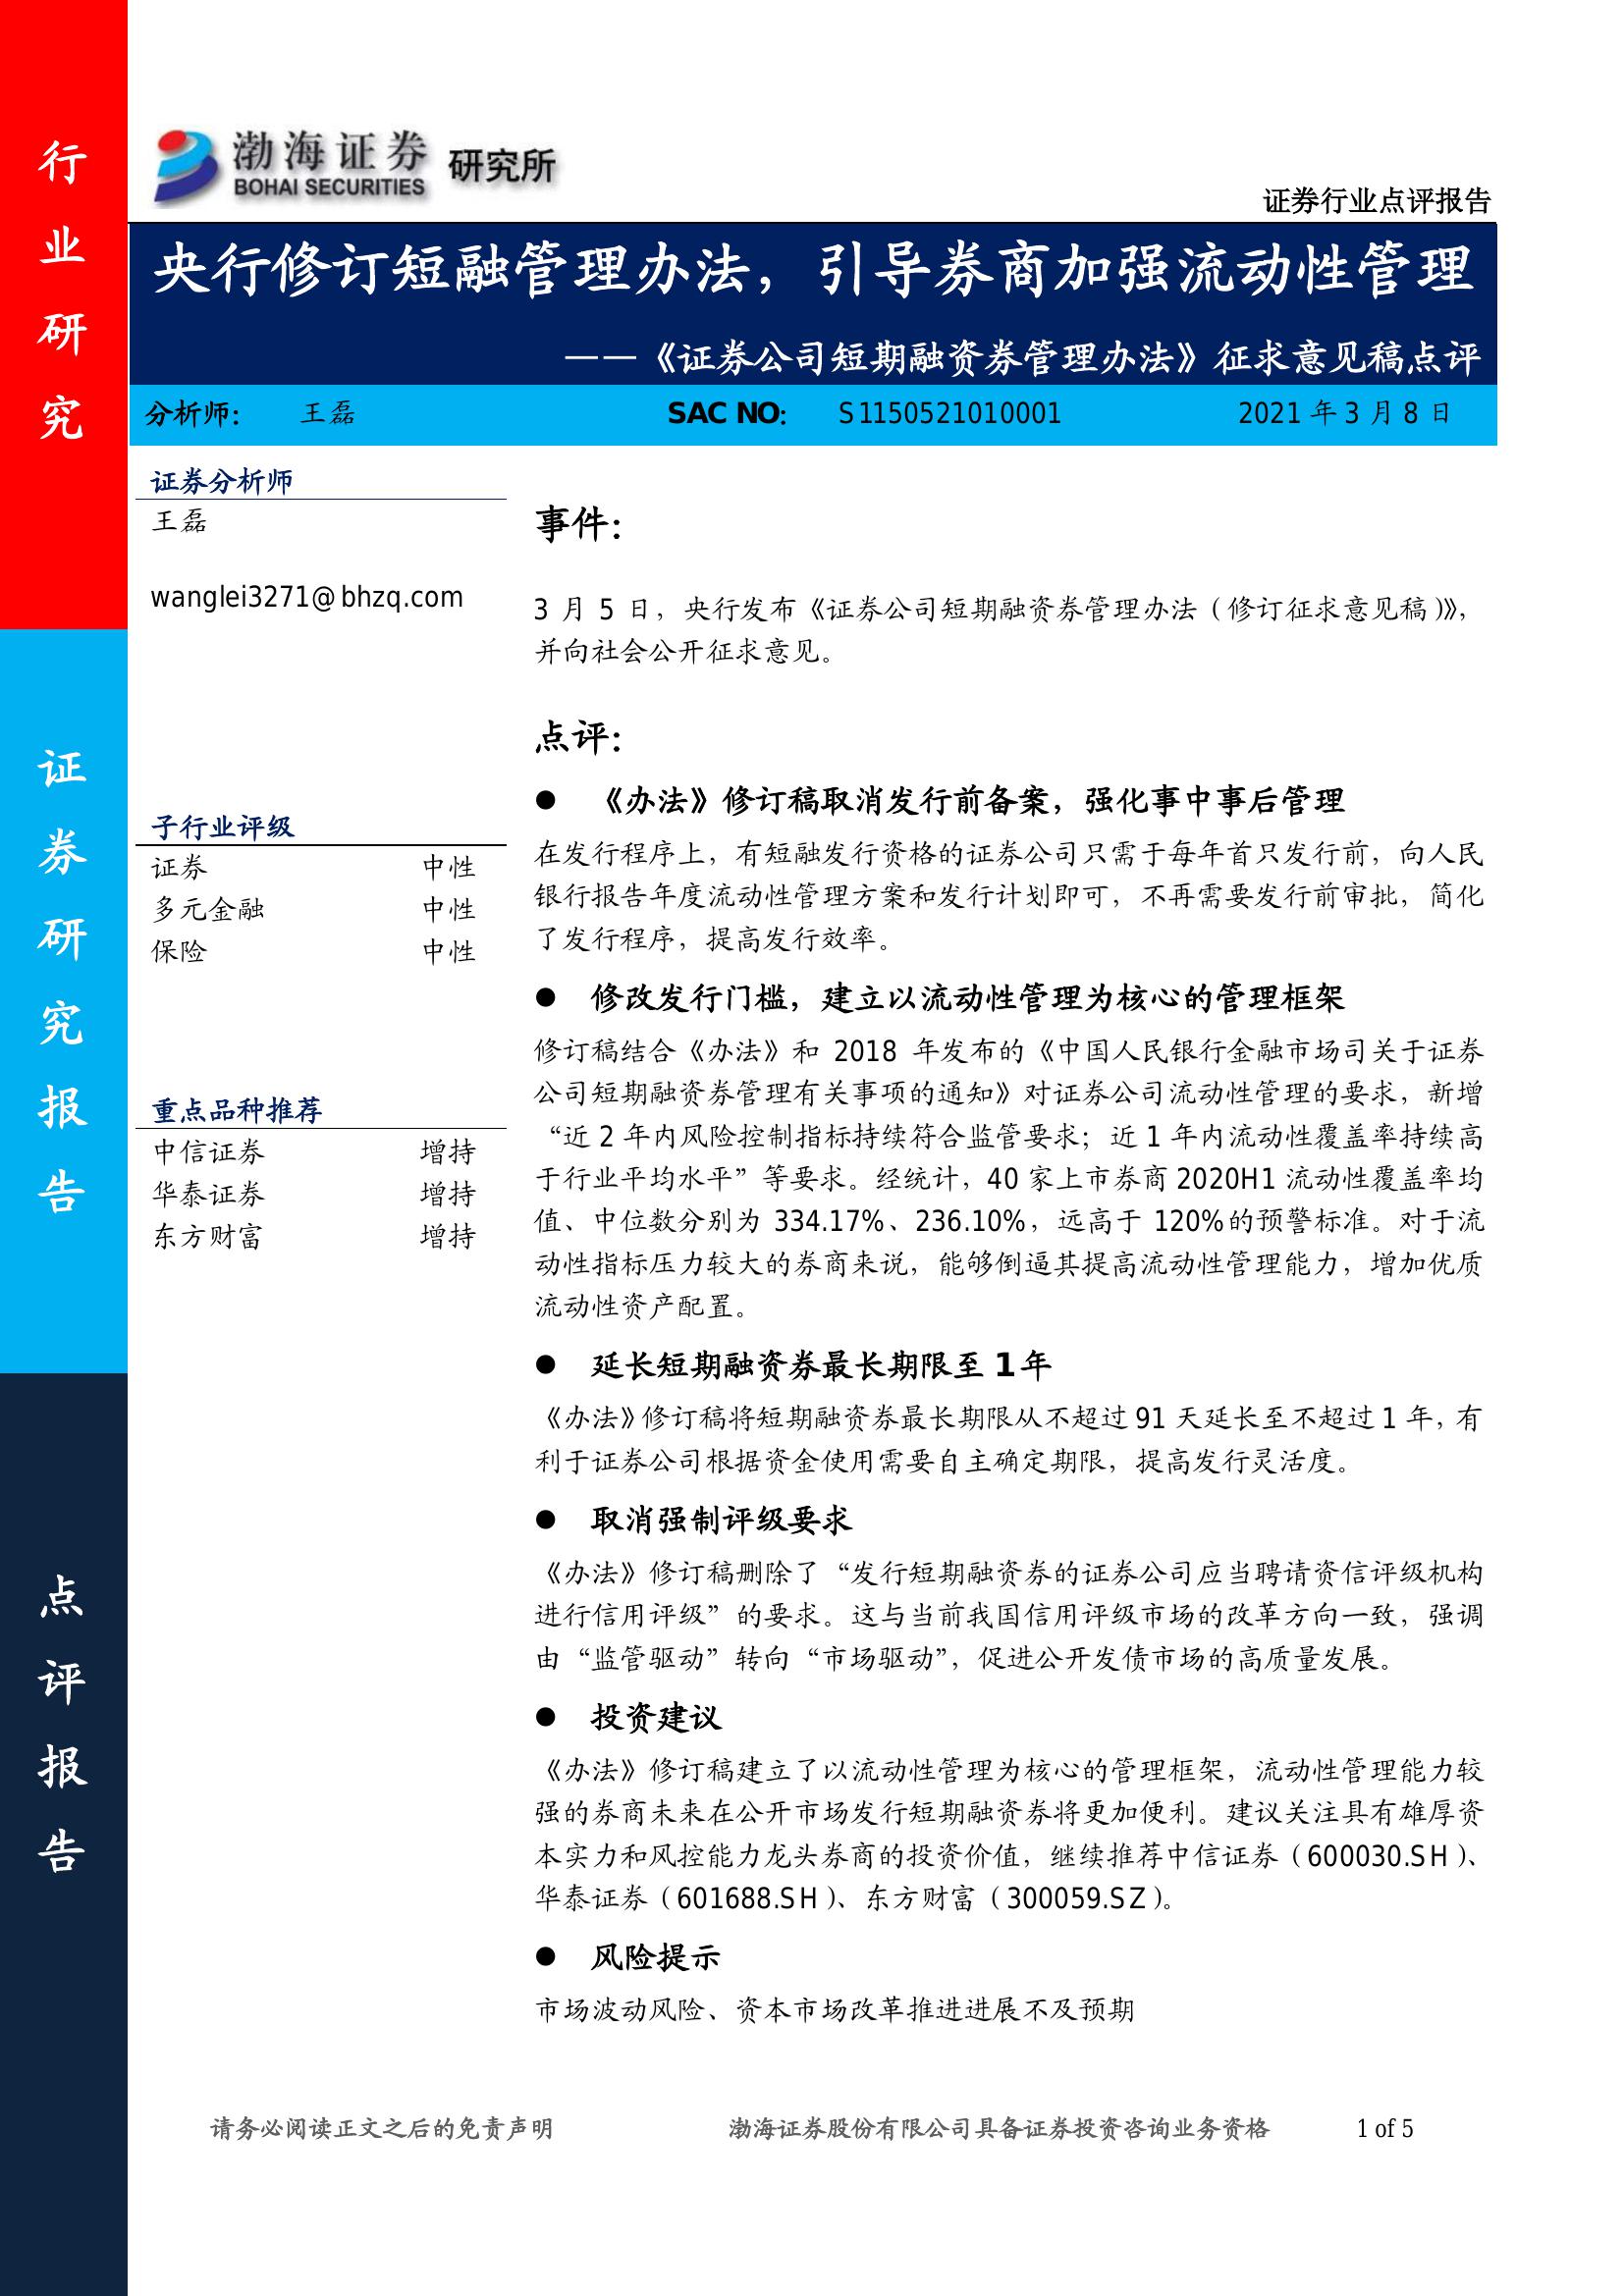 行
业
研
究
证
券
研
究
报
告
点
评
报
告
渤海证券 研究所
BOHAI SECURITIES
证券行业点评报告
央行修订短融管理办法，引导券商加强流动性管理
——《证券公司短期融资券管理办法》征求意见稿点评
分析师： 王磊 SAC NO： S1150521010001 2021 年 3 月 8 日
证券分析师
王磊
wanglei3271@bhzq.com
子行业评级
证券 中性
多元金融 中性
保险 中性
重点品种推荐
中信证券 增持
华泰证券 增持
东方财富 增持
事件：
3 月 5 日，央行发布《证券公司短期融资券管理办法（修订征求意见稿）》，
并向社会公开征求意见。
点评：
● 《办法》修订稿取消发行前备案，强化事中事后管理
在发行程序上，有短融发行资格的证券公司只需于每年首只发行前，向人民
银行报告年度流动性管理方案和发行计划即可，不再需要发行前审批，简化
了发行程序，提高发行效率。
● 修改发行门槛，建立以流动性管理为核心的管理框架
修订稿结合《办法》和 2018 年发布的《中国人民银行金融市场司关于证券
公司短期融资券管理有关事项的通知》对证券公司流动性管理的要求，新增
“近 2 年内风险控制指标持续符合监管要求；近 1 年内流动性覆盖率持续高
于行业平均水平”等要求。经统计，40 家上市券商 2020H1 流动性覆盖率均
值、中位数分别为 334.17%、236.10%，远高于 120%的预警标准。对于流
动性指标压力较大的券商来说，能够倒逼其提高流动性管理能力，增加优质
流动性资产配置。
● 延长短期融资券最长期限至 1 年
《办法》修订稿将短期融资券最长期限从不超过 91 天延长至不超过 1 年，有
利于证券公司根据资金使用需要自主确定期限，提高发行灵活度。
● 取消强制评级要求
《办法》修订稿删除了“发行短期融资券的证券公司应当聘请资信评级机构
进行信用评级”的要求。这与当前我国信用评级市场的改革方向一致，强调
由“监管驱动”转向“市场驱动”，促进公开发债市场的高质量发展。
● 投资建议
《办法》修订稿建立了以流动性管理为核心的管理框架，流动性管理能力较
强的券商未来在公开市场发行短期融资券将更加便利。建议关注具有雄厚资
本实力和风控能力龙头券商的投资价值，继续推荐中信证券（600030.SH）、
华泰证券（601688.SH）、东方财富（300059.SZ）。
● 风险提示
市场波动风险、资本市场改革推进进展不及预期
请务必阅读正文之后的免责声明 渤海证券股份有限公司具备证券投资咨询业务资格 1 of 5